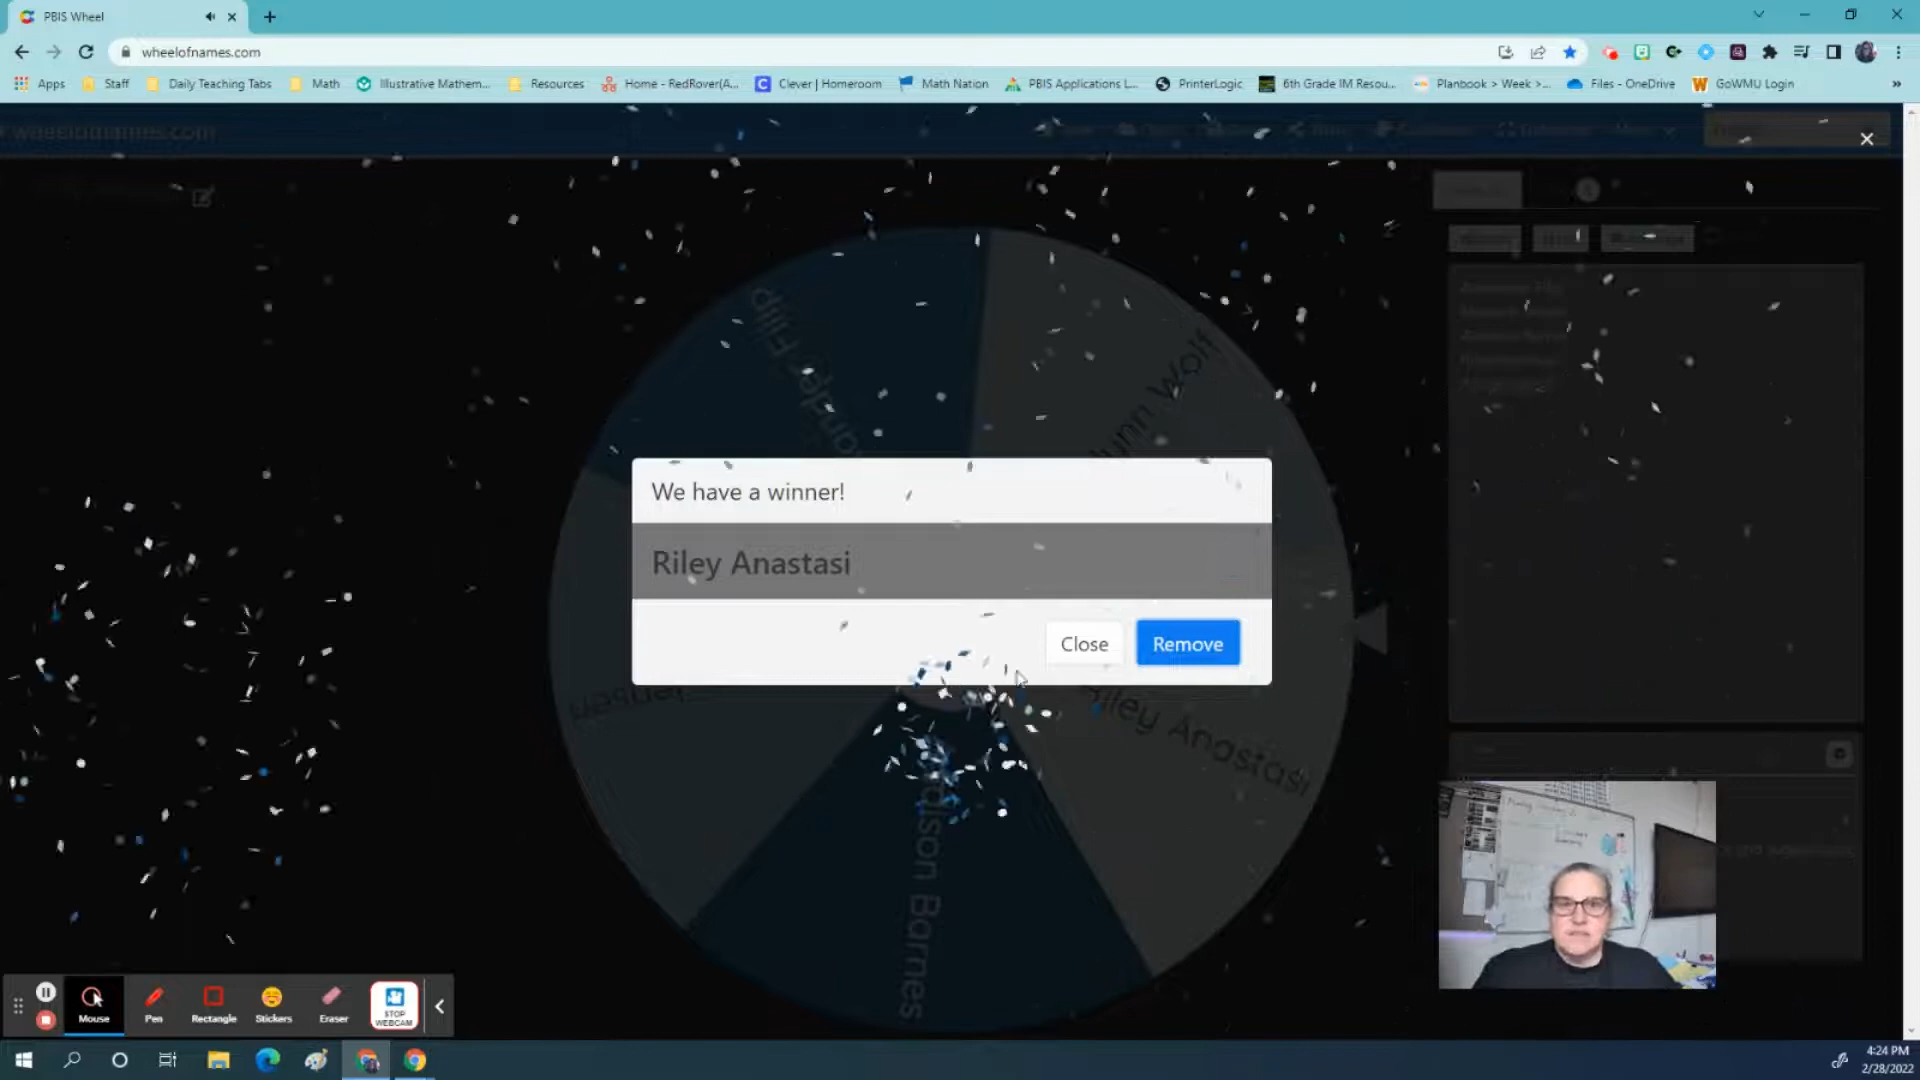 PBIS Wheel
wheelofnames.com
Apps
Staff
Daily Teaching Tabs
Math
Illustrative Mathem...
Resources
Home - RedRover(A...
Clever | Homeroom
Math Nation
PBIS Applications L...
PrinterLogic
6th Grade IM Resou...
Planbook > Week >...
Files - OneDrive
GoWMU Login
»
wheelofnames.com
We have a winner!
Riley Anastasi
Close
Remove
Riley Anastasi
Mouse
Pen
Rectangle
Stickers
Eraser
STOP
WEBCAM
4:24 PM
2/28/2022